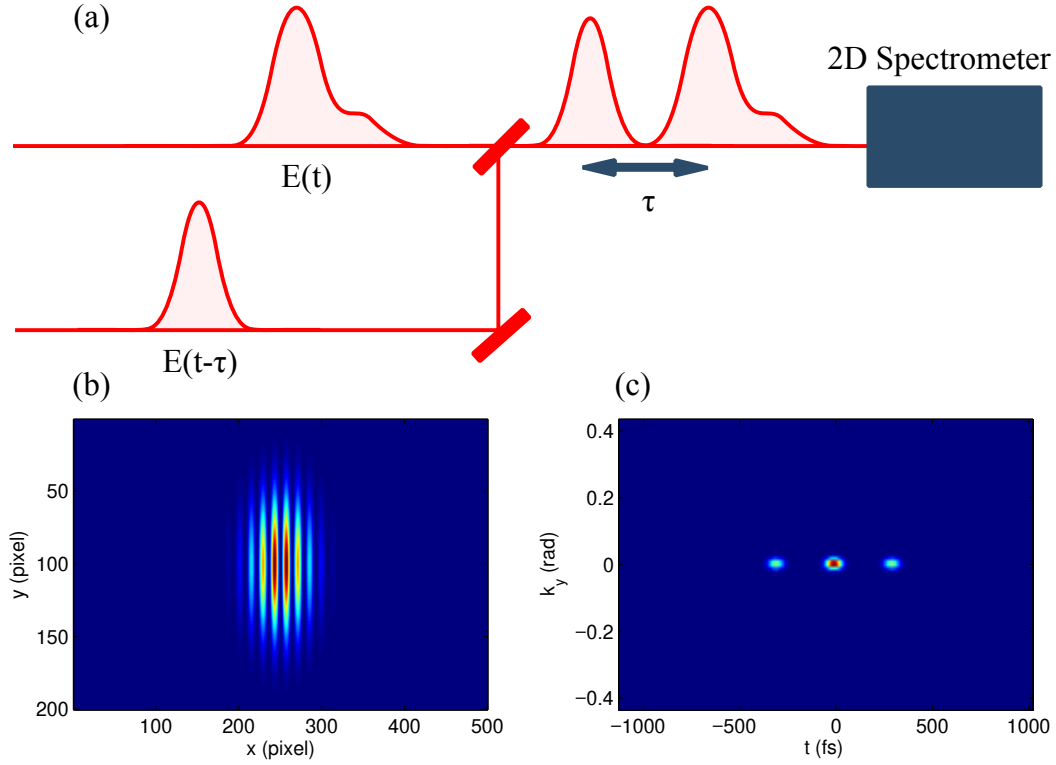 (a)
2D Spectrometer
E(t)
τ
E(t-τ)
(b)
(c)
50
100
150
200
y (pixel)
100 200 300 400 500
x (pixel)
0.4
0.2
0
−0.2
−0.4
k_y (rad)
−1000 −500 0 500 1000
t (fs)